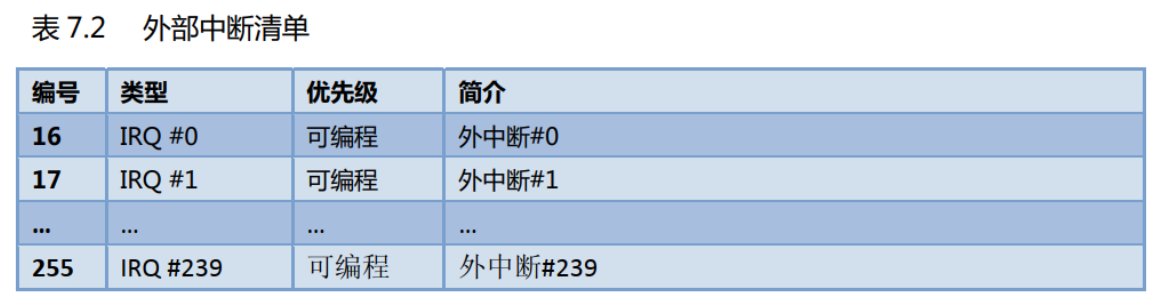 表 7.2 外部中断清单
编号 类型 优先级 简介
16 IRQ #0 可编程 外中断#0
17 IRQ #1 可编程 外中断#1
... ... ... ...
255 IRQ #239 可编程 外中断#239